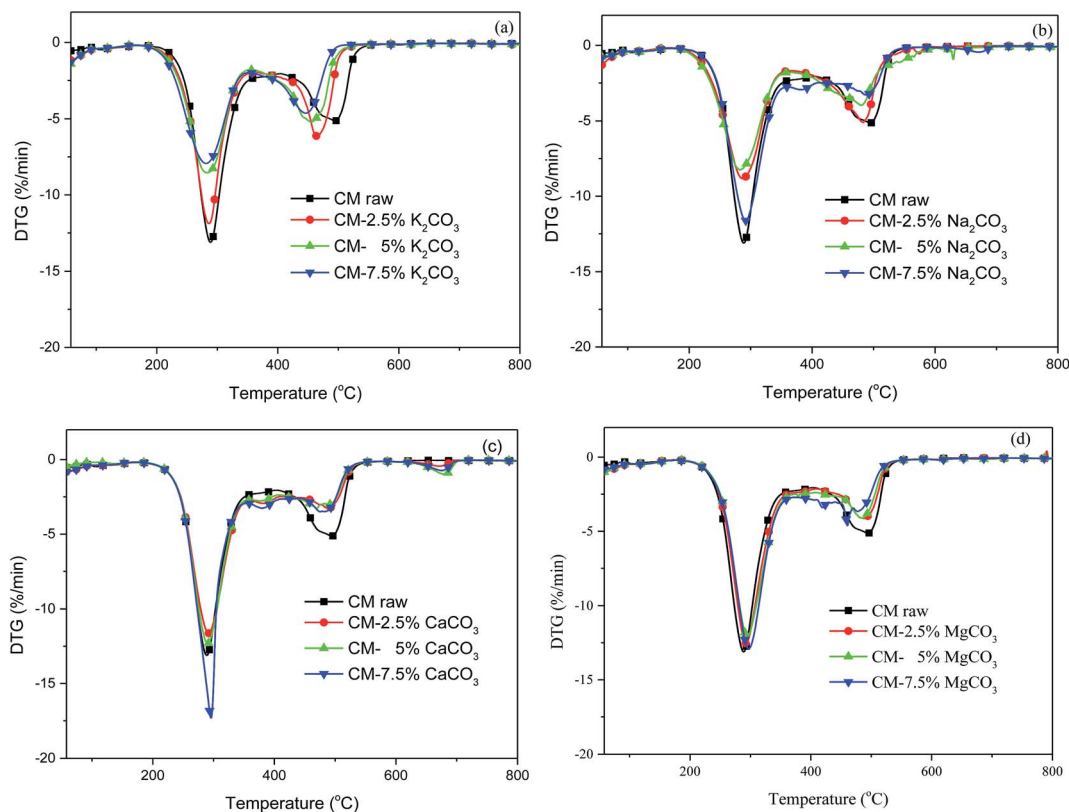 (a)
0
-5
-10
-15
-20
DTG (%/min)
CM raw
CM-2.5% K₂CO₃
CM- 5% K₂CO₃
CM-7.5% K₂CO₃
200 400 600 800
Temperature (°C)
(b)
0
-5
-10
-15
-20
DTG (%/min)
CM raw
CM-2.5% Na₂CO₃
CM- 5% Na₂CO₃
CM-7.5% Na₂CO₃
200 400 600 800
Temperature (°C)
(c)
0
-5
-10
-15
-20
DTG (%/min)
CM raw
CM-2.5% CaCO₃
CM- 5% CaCO₃
CM-7.5% CaCO₃
200 400 600 800
Temperature (°C)
(d)
0
-5
-10
-15
-20
DTG (%/min)
CM raw
CM-2.5% MgCO₃
CM- 5% MgCO₃
CM-7.5% MgCO₃
200 400 600 800
Temperature (°C)